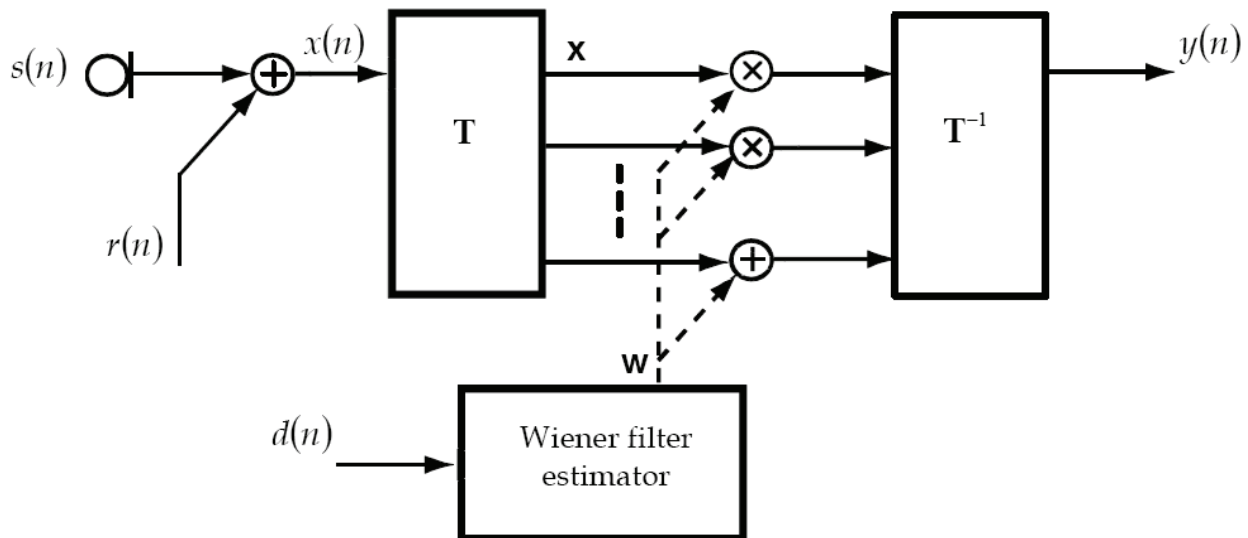 s(n)
x(n)
r(n)
T
X
T⁻¹
y(n)
W
d(n)
Wiener filter
estimator